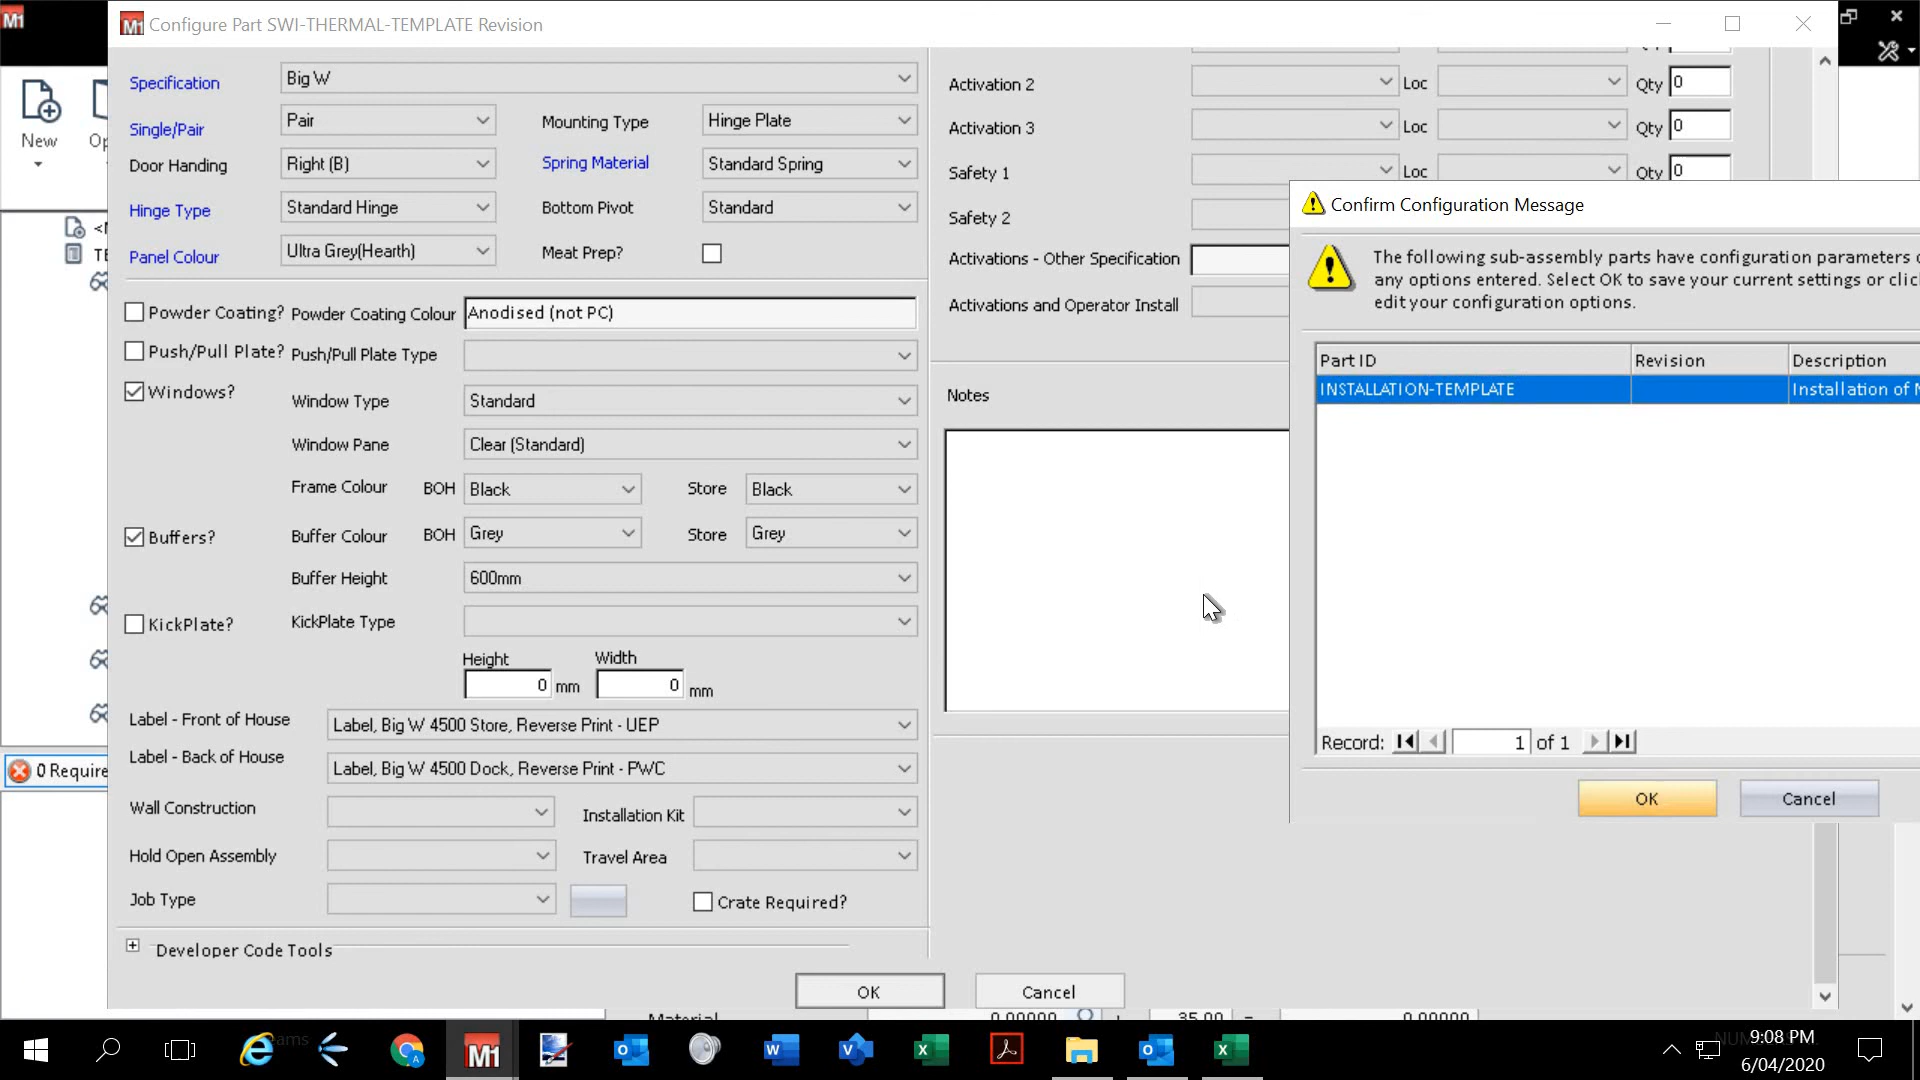 Configure Part SWI-THERMAL-TEMPLATE Revision
New
Specification
Big W
Single/Pair
Pair
Mounting Type
Hinge Plate
Door Handing
Right (B)
Spring Material
Standard Spring
Hinge Type
Standard Hinge
Bottom Pivot
Standard
Panel Colour
Ultra Grey(Hearth)
Meat Prep?
Powder Coating?
Powder Coating Colour
Anodised (not PC)
Push/Pull Plate?
Push/Pull Plate Type
Windows?
Window Type
Standard
Window Pane
Clear (Standard)
Frame Colour
BOH
Black
Store
Black
Buffers?
Buffer Colour
BOH
Grey
Store
Grey
Buffer Height
600mm
KickPlate?
KickPlate Type
Height
Width
0 mm
0 mm
Label - Front of House
Label, Big W 4500 Store, Reverse Print - UEP
Label - Back of House
Label, Big W 4500 Dock, Reverse Print - PWC
Wall Construction
Installation Kit
Hold Open Assembly
Travel Area
Job Type
Crate Required?
Developer Code Tools
OK
Cancel
Activation 2
Loc
Qty 0
Activation 3
Loc
Qty 0
Safety 1
Loc
Qty 0
Safety 2
Activations - Other Specification
Activations and Operator Install
Notes
Confirm Configuration Message
The following sub-assembly parts have configuration parameters
any options entered. Select OK to save your current settings or
edit your configuration options.
Part ID
Revision
Description
INSTALLATION-TEMPLATE
Installation of
Record: 1 of 1
OK
Cancel
0 Require
Material
0.00000
35.00
0.00000
9:08 PM
6/04/2020